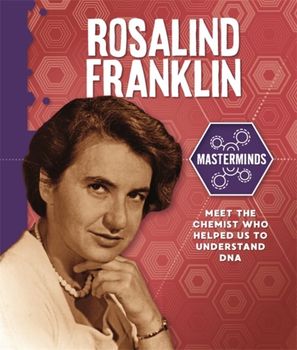 ROSALIND
FRANKLIN
MASTERMINDS
MEET THE
CHEMIST WHO
HELPED US TO
UNDERSTAND
DNA